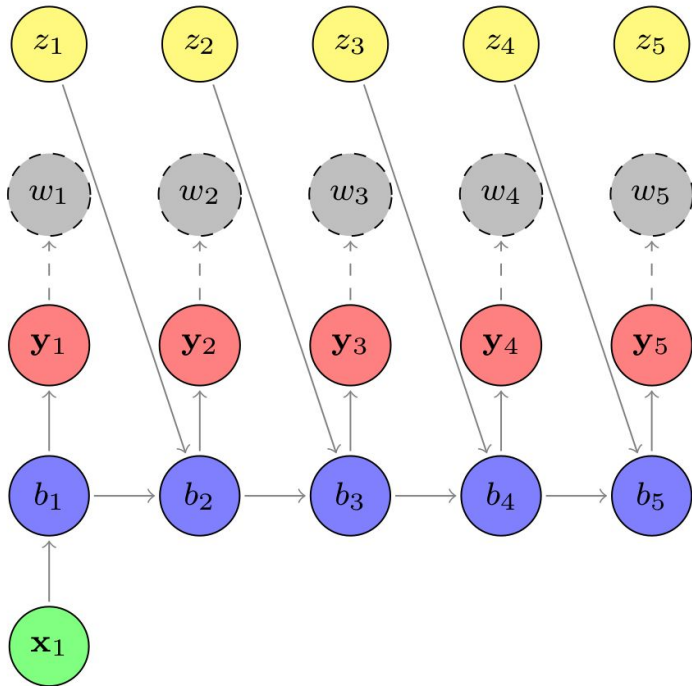 z₁ z₂ z₃ z₄ z₅
w₁ w₂ w₃ w₄ w₅
y₁ y₂ y₃ y₄ y₅
b₁ b₂ b₃ b₄ b₅
x₁